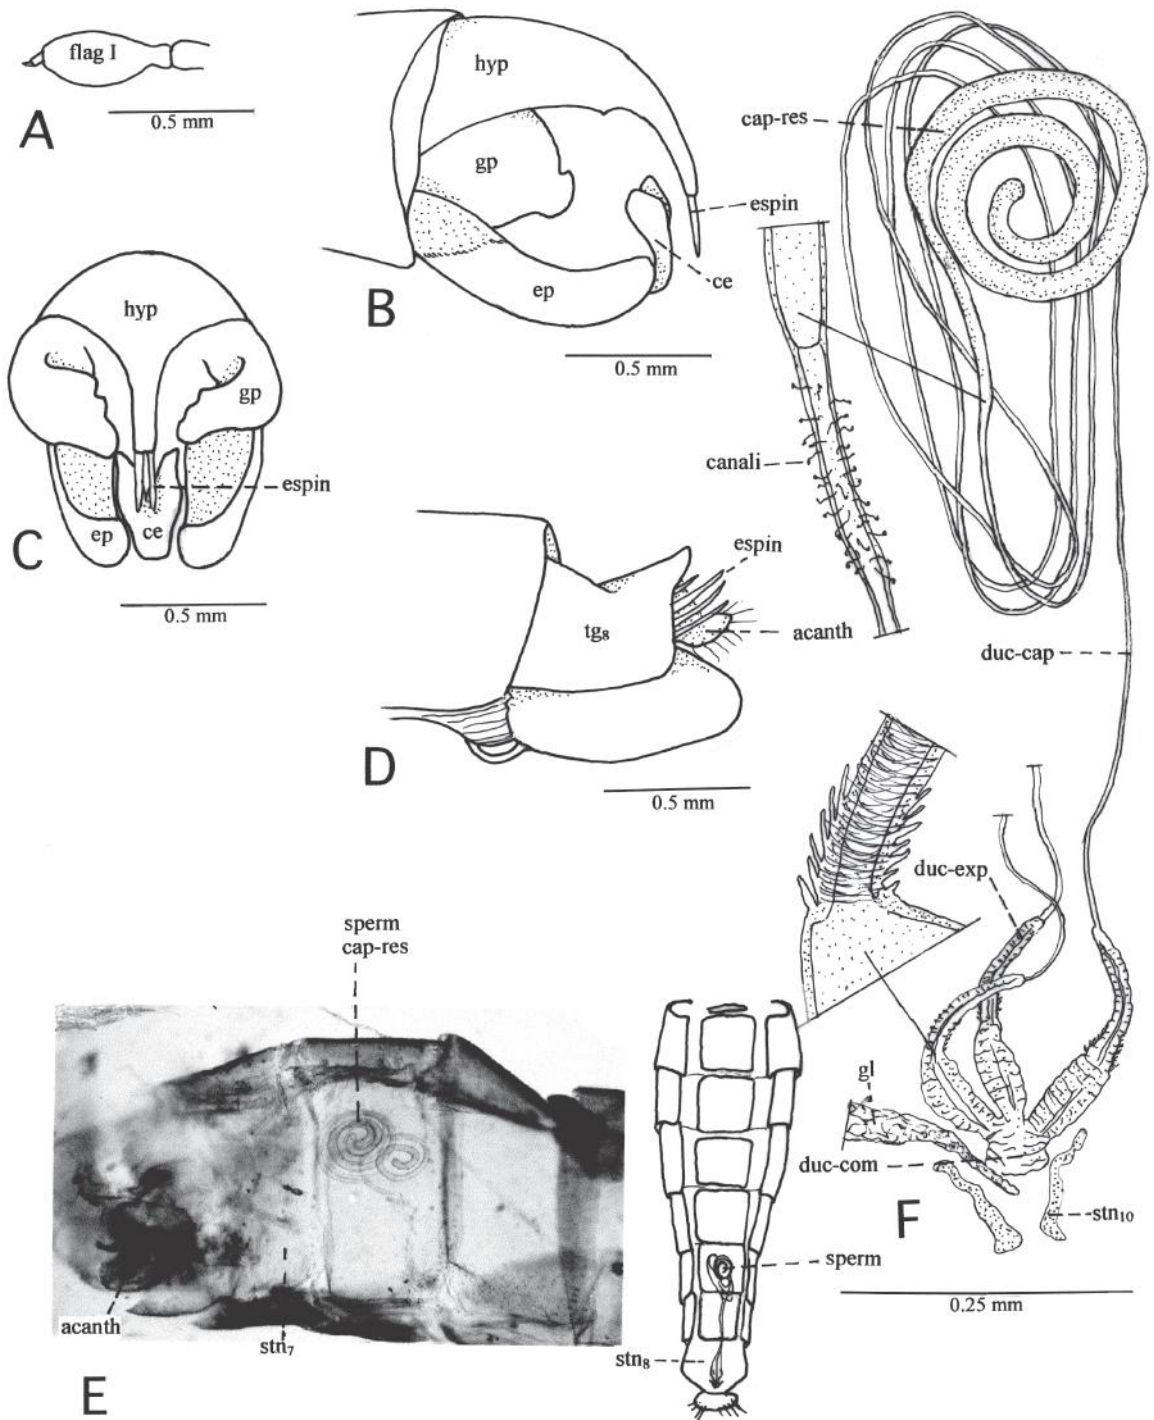 flag I
0.5 mm
A
hyp
gp
ep
espin
ce
B
0.5 mm
hyp
gp
espin
ep
ce
C
0.5 mm
espin
tg8
acanth
D
0.5 mm
cap-res
canali
duc-cap
duc-exp
gl
duc-com
stn10
F
0.25 mm
sperm
cap-res
acanth
stn7
E
sperm
stn8